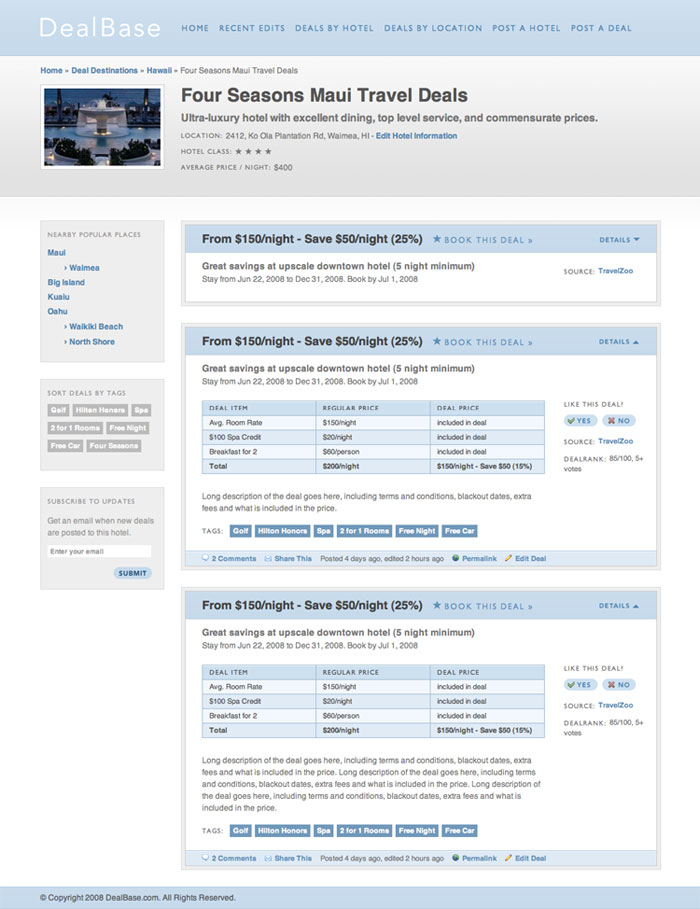 DealBase
HOME RECENT EDITS DEALS BY HOTEL DEALS BY LOCATION POST A HOTEL POST A DEAL
Home » Deal Destinations » Hawaii » Four Seasons Maui Travel Deals
Four Seasons Maui Travel Deals
Ultra-luxury hotel with excellent dining, top level service, and commensurate prices.
LOCATION: 2412, Ko Ola Plantation Rd, Waimea, HI - Edit Hotel Information
HOTEL CLASS: ★ ★ ★ ★
AVERAGE PRICE / NIGHT: $400
NEARBY POPULAR PLACES
Maui
› Waimea
Big Island
Kuaiu
Oahu
› Waikiki Beach
› North Shore
SORT DEALS BY TAGS
Golf Hilton Honors Spa
2 for 1 Rooms Free Night
Free Car Four Seasons
SUBSCRIBE TO UPDATES
Get an email when new deals
are posted to this hotel.
Enter your email
SUBMIT
From $150/night - Save $50/night (25%) ★ BOOK THIS DEAL » DETAILS ▼
Great savings at upscale downtown hotel (5 night minimum)
Stay from Jun 22, 2008 to Dec 31, 2008. Book by Jul 1, 2008
SOURCE: TravelZoo
From $150/night - Save $50/night (25%) ★ BOOK THIS DEAL » DETAILS ▲
Great savings at upscale downtown hotel (5 night minimum)
Stay from Jun 22, 2008 to Dec 31, 2008. Book by Jul 1, 2008
DEAL ITEM REGULAR PRICE DEAL PRICE
Avg. Room Rate $150/night included in deal
$100 Spa Credit $20/night included in deal
Breakfast for 2 $60/person included in deal
Total $200/night $150/night - Save $50 (15%)
LIKE THIS DEAL?
YES NO
SOURCE: TravelZoo
DEALRANK: 85/100, 5+
votes
Long description of the deal goes here, including terms and conditions, blackout dates, extra
fees and what is included in the price.
TAGS: Golf Hilton Honors Spa 2 for 1 Rooms Free Night Free Car
2 Comments Share This Posted 4 days ago, edited 2 hours ago Permalink Edit Deal
From $150/night - Save $50/night (25%) ★ BOOK THIS DEAL » DETAILS ▲
Great savings at upscale downtown hotel (5 night minimum)
Stay from Jun 22, 2008 to Dec 31, 2008. Book by Jul 1, 2008
DEAL ITEM REGULAR PRICE DEAL PRICE
Avg. Room Rate $150/night included in deal
$100 Spa Credit $20/night included in deal
Breakfast for 2 $60/person included in deal
Total $200/night $150/night - Save $50 (15%)
LIKE THIS DEAL?
YES NO
SOURCE: TravelZoo
DEALRANK: 85/100, 5+
votes
Long description of the deal goes here, including terms and conditions, blackout dates, extra
fees and what is included in the price. Long description of the deal goes here, including terms
and conditions, blackout dates, extra fees and what is included in the price. Long description of
the deal goes here, including terms and conditions, blackout dates, extra fees and what is
included in the price.
TAGS: Golf Hilton Honors Spa 2 for 1 Rooms Free Night Free Car
2 Comments Share This Posted 4 days ago, edited 2 hours ago Permalink Edit Deal
© Copyright 2008 DealBase.com. All Rights Reserved.